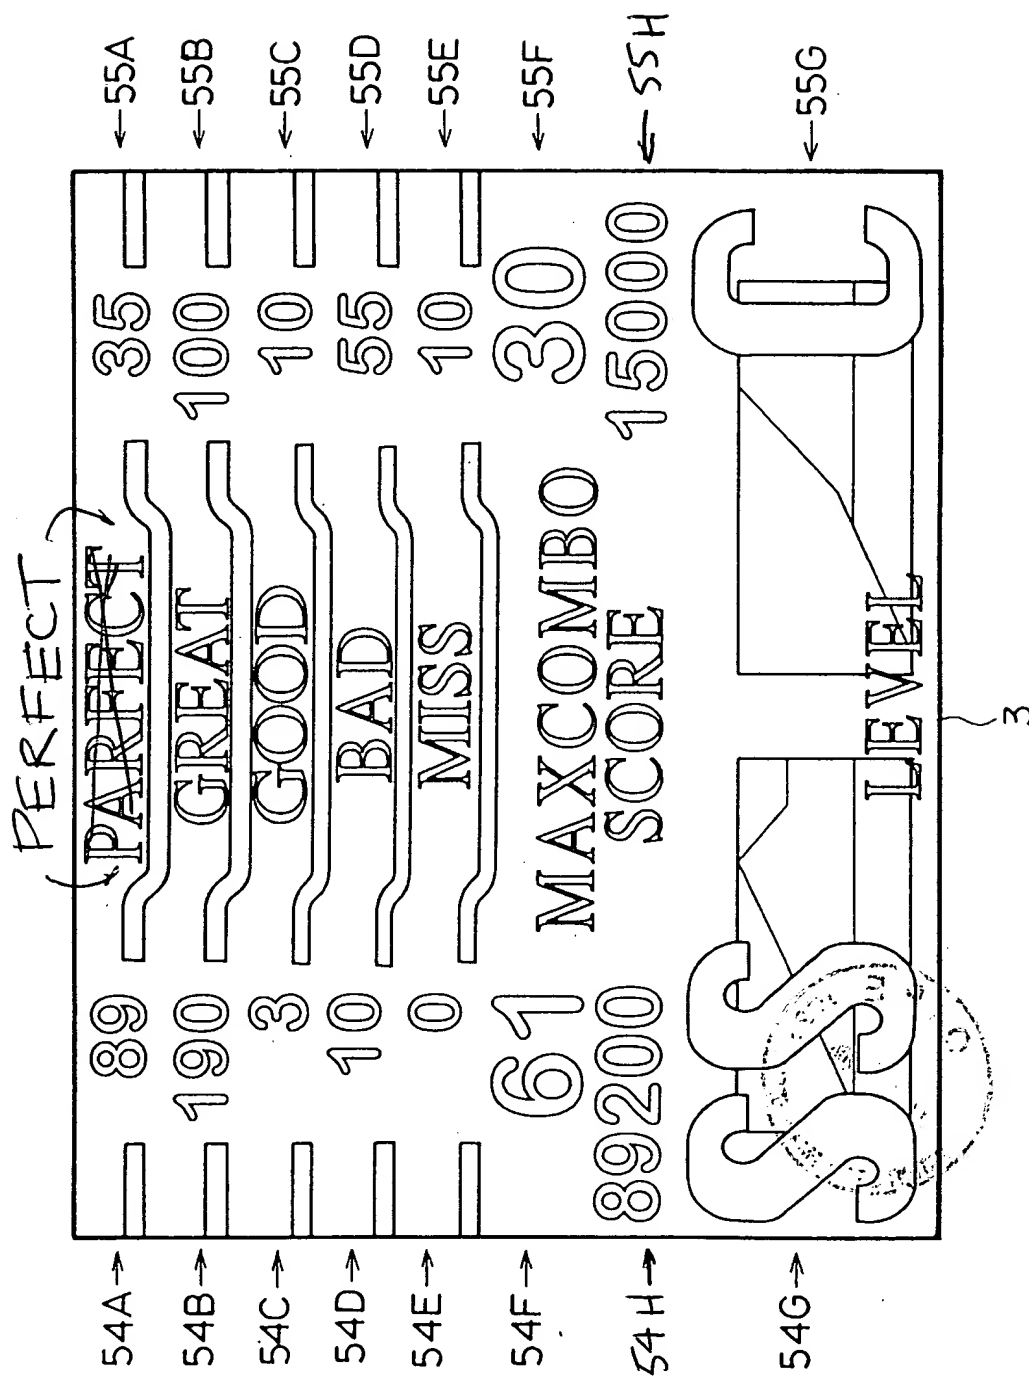 PERFECT
54A 89 PARFECT 35 55A
54B 190 GREAT 100 55B
54C 3 GOOD 10 55C
54D 10 BAD 55 55D
54E 0 MISS 10 55E
54F 61 MAXCOMBO 30 55F
54H 89200 SCORE 15000 55H
54G SS C 55G
LEVEL
3